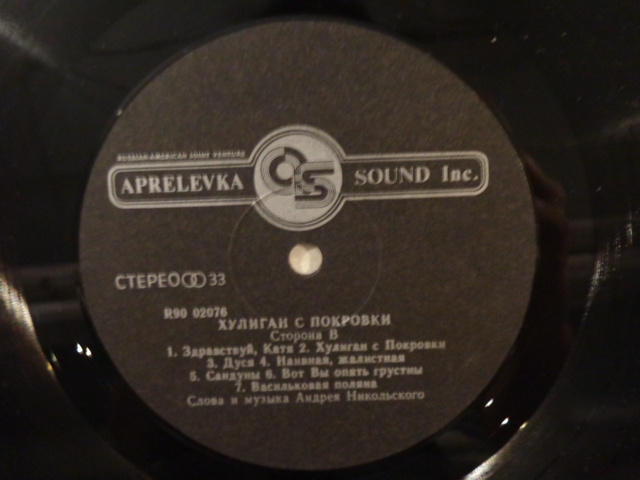 RUSSIAN-AMERICAN JOINT VENTURE
APRELEVKA SOUND Inc.
СТЕРЕО 33
R90 02076
ХУЛИГАН С ПОКРОВКИ
Сторона В
1. Здравствуй, Катя 2. Хулиган с Покровки
3. Дуся 4. Наивная, жалистная
5. Сандуны 6. Вот Вы опять грустны
7. Васильковая поляна
Слова и музыка Андрея Никольского